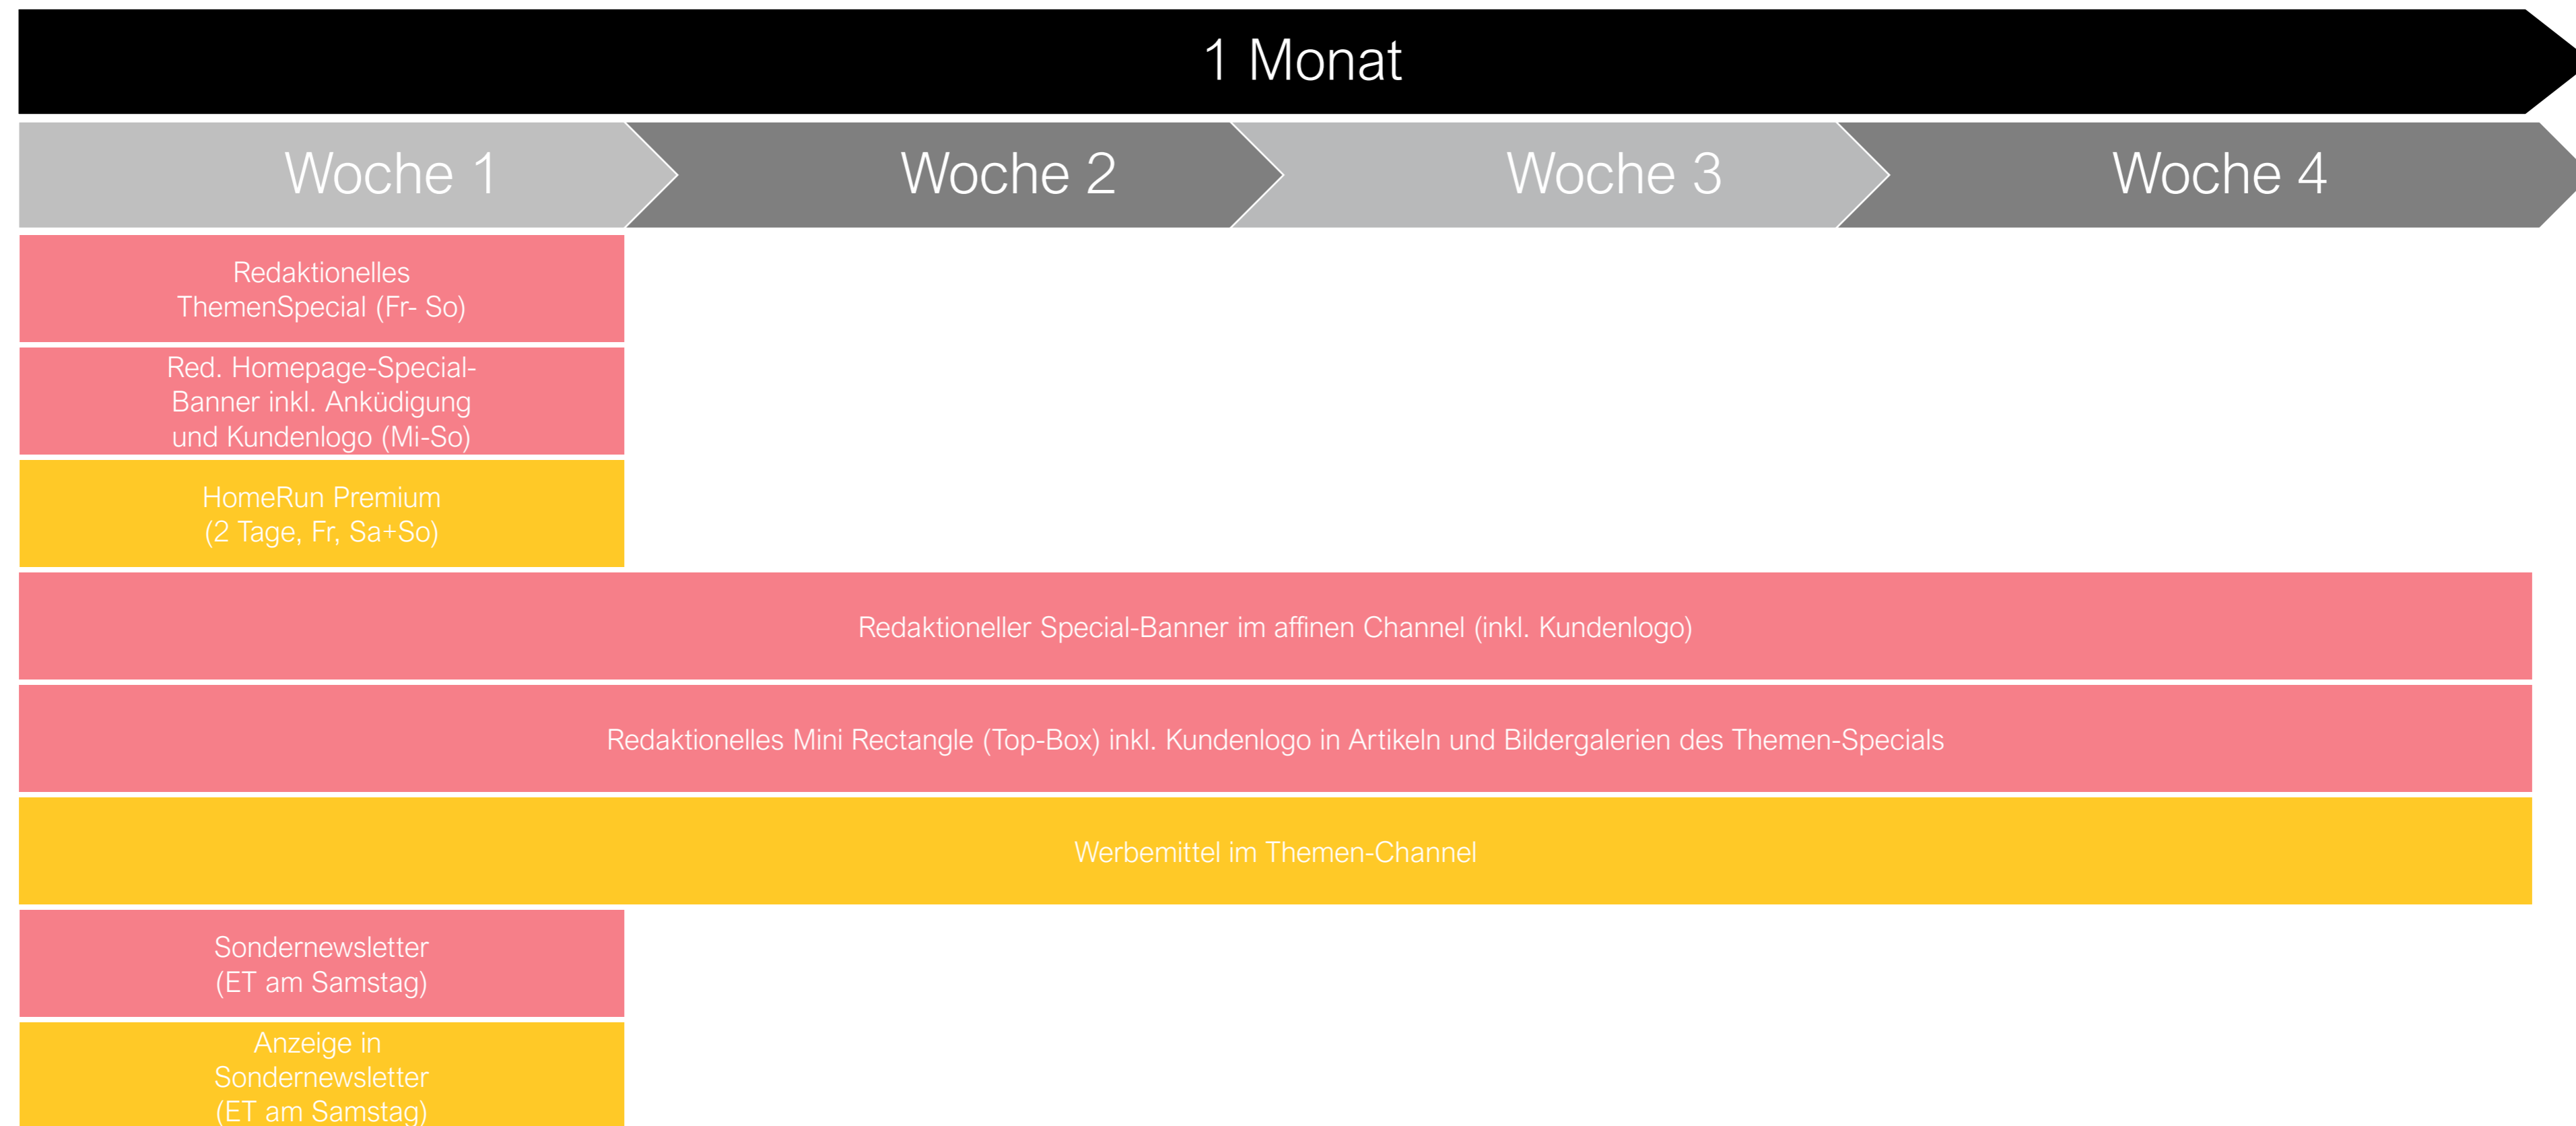 1 Monat
Woche 1
Woche 2
Woche 3
Woche 4
Redaktionelles
ThemenSpecial (Fr- So)
Red. Homepage-Special-
Banner inkl. Anküdigung
und Kundenlogo (Mi-So)
HomeRun Premium
(2 Tage, Fr, Sa+So)
Redaktioneller Special-Banner im affinen Channel (inkl. Kundenlogo)
Redaktionelles Mini Rectangle (Top-Box) inkl. Kundenlogo in Artikeln und Bildergalerien des Themen-Specials
Werbemittel im Themen-Channel
Sondernewsletter
(ET am Samstag)
Anzeige in
Sondernewsletter
(ET am Samstag)